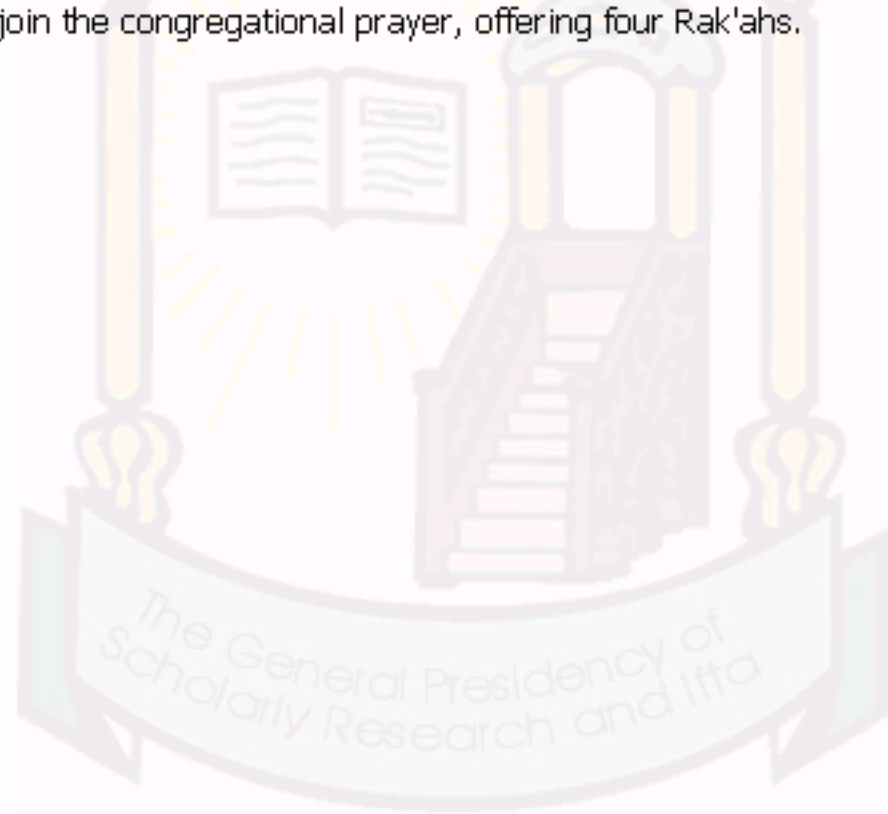 join the congregational prayer, offering four Rak'ahs.
The General Presidency of
Scholarly Research and Ifta